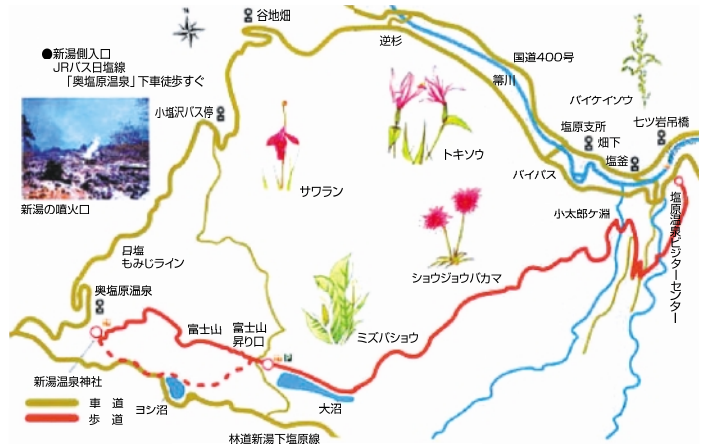 谷地畑
逆杉
国道400号
箒川
●新湯側入口
JRバス日塩線
「奥塩原温泉」下車徒歩すぐ
小塩沢バス停
新湯の噴火口
サワラン
トキソウ
バイケイソウ
塩原支所
畑下
七ツ岩吊橋
塩釜
バイパス
小太郎ケ淵
塩原温泉ビジターセンター
ショウジョウバカマ
日塩
もみじライン
奥塩原温泉
富士山
富士山
昇り口
ミズバショウ
新湯温泉神社
ヨシ沼
大沼
車道
歩道
林道新湯下塩原線